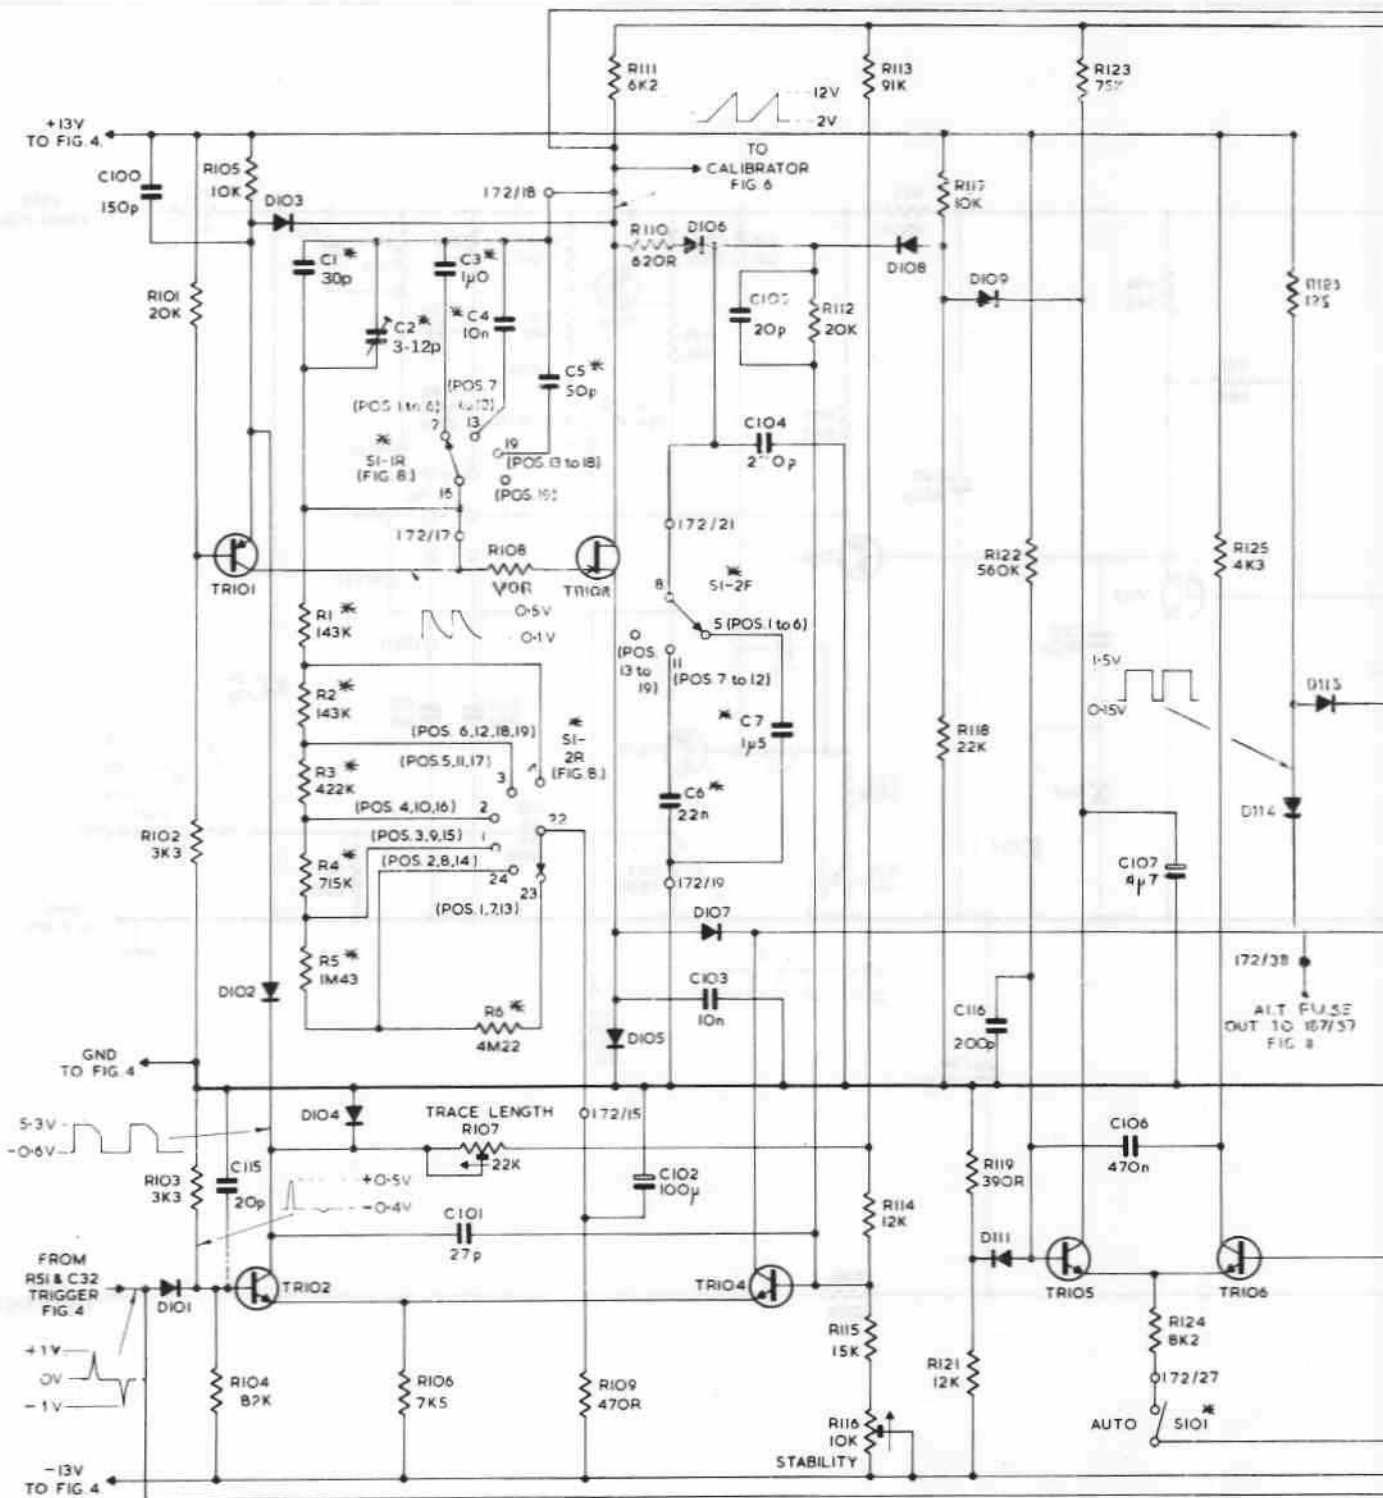 R111
6K2
R113
91K
R123
12V
2V
+13V
TO FIG.4.
C100
150p
R105
10K
D103
172/18
TO
CALIBRATOR
FIG.6
R117
10K
R110
620R
D106
D108
D109
R101
20K
C1 *
30p
C3 *
1µ0
C2 *
3-12p
* C4
10n
C5 *
50p
20p
R112
20K
(POS. 1 to 6)
(POS. 7
to 12)
13
19
(POS. 13 to 18)
(POS. 19)
*
S1-1R
(FIG. 8.)
16
C104
172/17
R108
TR101
172/21
*
S1-2F
8
5 (POS. 1 to 6)
(POS.
13 to
19)
11
(POS. 7 to 12)
R122
560K
R125
4K3
0·5V
0·1V
R1 *
143K
R2 *
143K
R3 *
422K
R4 *
715K
R5 *
1M43
R6 *
4M22
(POS. 6,12,18,19)
(POS.5,11,17)
(POS. 4,10,16)
(POS.3,9,15)
(POS. 2,8,14)
(POS.1,7,13)
3
2
1
24
23
22
*
S1-
2R
(FIG.8.)
* C7
1µ5
C6 *
22n
172/19
R118
22K
1·5V
0·15V
D113
D114
C107
4µ7
R102
3K3
D102
D107
C103
10n
D105
C116
200p
172/38
ALT. PULSE
OUT TO 167/37
FIG 8
GND
TO FIG.4
5·3V
-0·6V
D104
TRACE LENGTH
R107
22K
172/15
C102
100µ
R103
3K3
C115
20p
+0·5V
-0·4V
C101
27p
R114
12K
R119
390R
C106
470n
D111
FROM
R51 & C32
TRIGGER
FIG.4
D101
TR102
TR104
TR105
TR106
R115
15K
R124
8K2
+1V
0V
-1V
R104
82K
R106
7K5
R109
470R
R121
12K
172/27
AUTO
S101 *
R116
10K
STABILITY
-13V
TO FIG.4